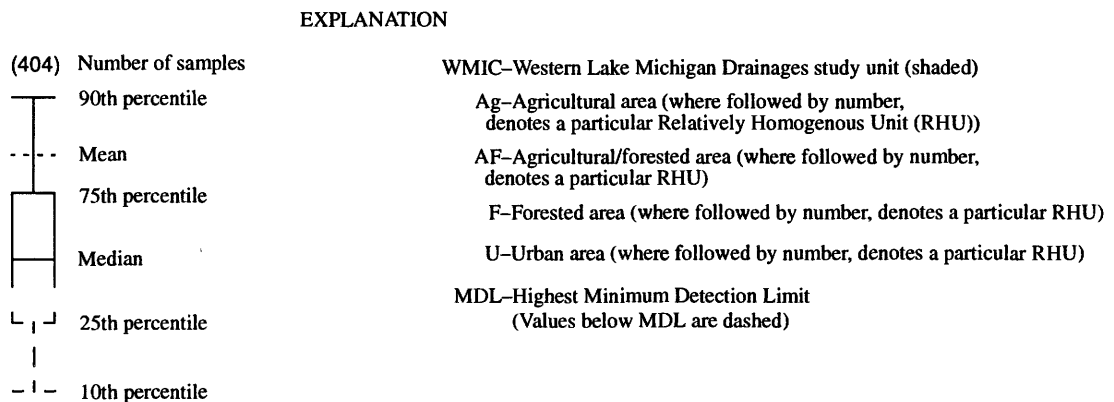 EXPLANATION
(404) Number of samples
90th percentile
Mean
75th percentile
Median
25th percentile
10th percentile
WMIC–Western Lake Michigan Drainages study unit (shaded)
Ag–Agricultural area (where followed by number,
denotes a particular Relatively Homogenous Unit (RHU))
AF–Agricultural/forested area (where followed by number,
denotes a particular RHU)
F–Forested area (where followed by number, denotes a particular RHU)
U–Urban area (where followed by number, denotes a particular RHU)
MDL–Highest Minimum Detection Limit
(Values below MDL are dashed)